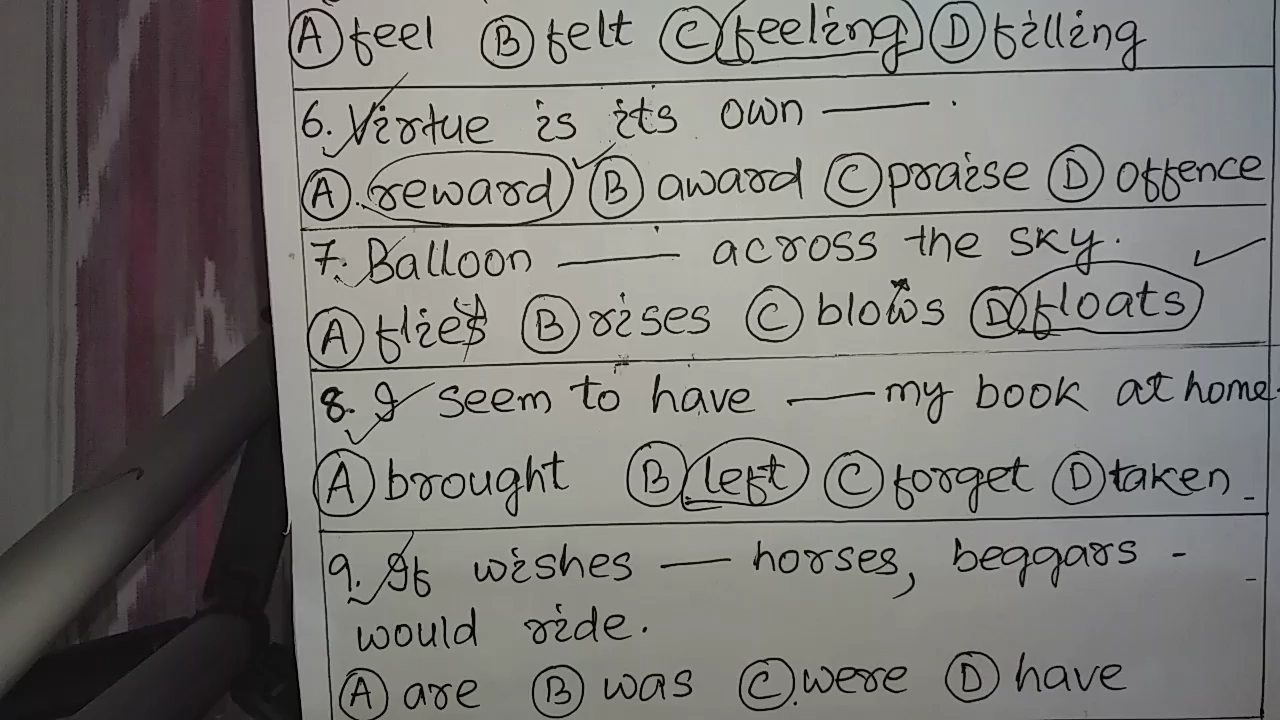 (A) feel (B) felt (C) feeling (D) filling
6. Virtue is its own —— .
(A). reward (B) award (C) praise (D) offence
7. Balloon —— across the sky.
(A) flies (B) rises (C) blows (D) floats
8. I seem to have —— my book at home.
(A) brought (B) left (C) forget (D) taken
9. If wishes —— horses, beggars -
would ride.
(A) are (B) was (C). were (D) have